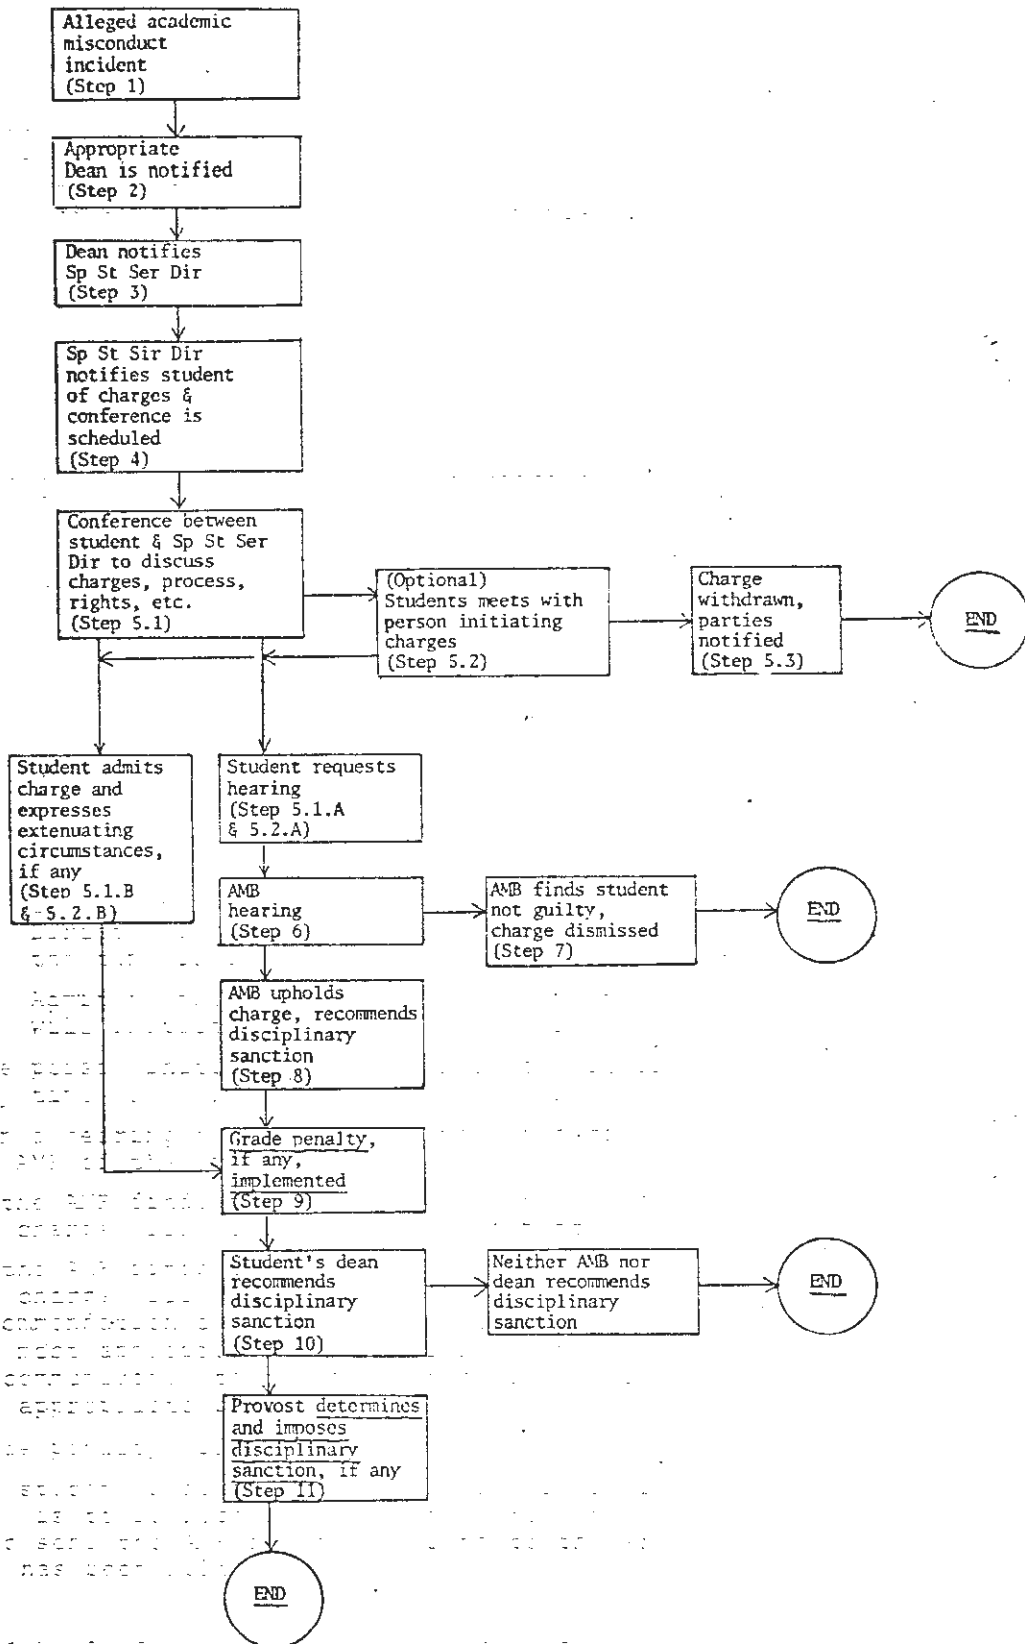 Alleged academic
misconduct
incident
(Step 1)
Appropriate
Dean is notified
(Step 2)
Dean notifies
Sp St Ser Dir
(Step 3)
Sp St Sir Dir
notifies student
of charges &
conference is
scheduled
(Step 4)
Conference between
student & Sp St Ser
Dir to discuss
charges, process,
rights, etc.
(Step 5.1)
(Optional)
Students meets with
person initiating
charges
(Step 5.2)
Charge
withdrawn,
parties
notified
(Step 5.3)
END
Student admits
charge and
expresses
extenuating
circumstances,
if any
(Step 5.1.B
& 5.2.B)
Student requests
hearing
(Step 5.1.A
& 5.2.A)
AMB
hearing
(Step 6)
AMB finds student
not guilty,
charge dismissed
(Step 7)
END
AMB upholds
charge, recommends
disciplinary
sanction
(Step 8)
Grade penalty,
if any,
implemented
(Step 9)
Student's dean
recommends
disciplinary
sanction
(Step 10)
Neither AMB nor
dean recommends
disciplinary
sanction
END
Provost determines
and imposes
disciplinary
sanction, if any
(Step 11)
END